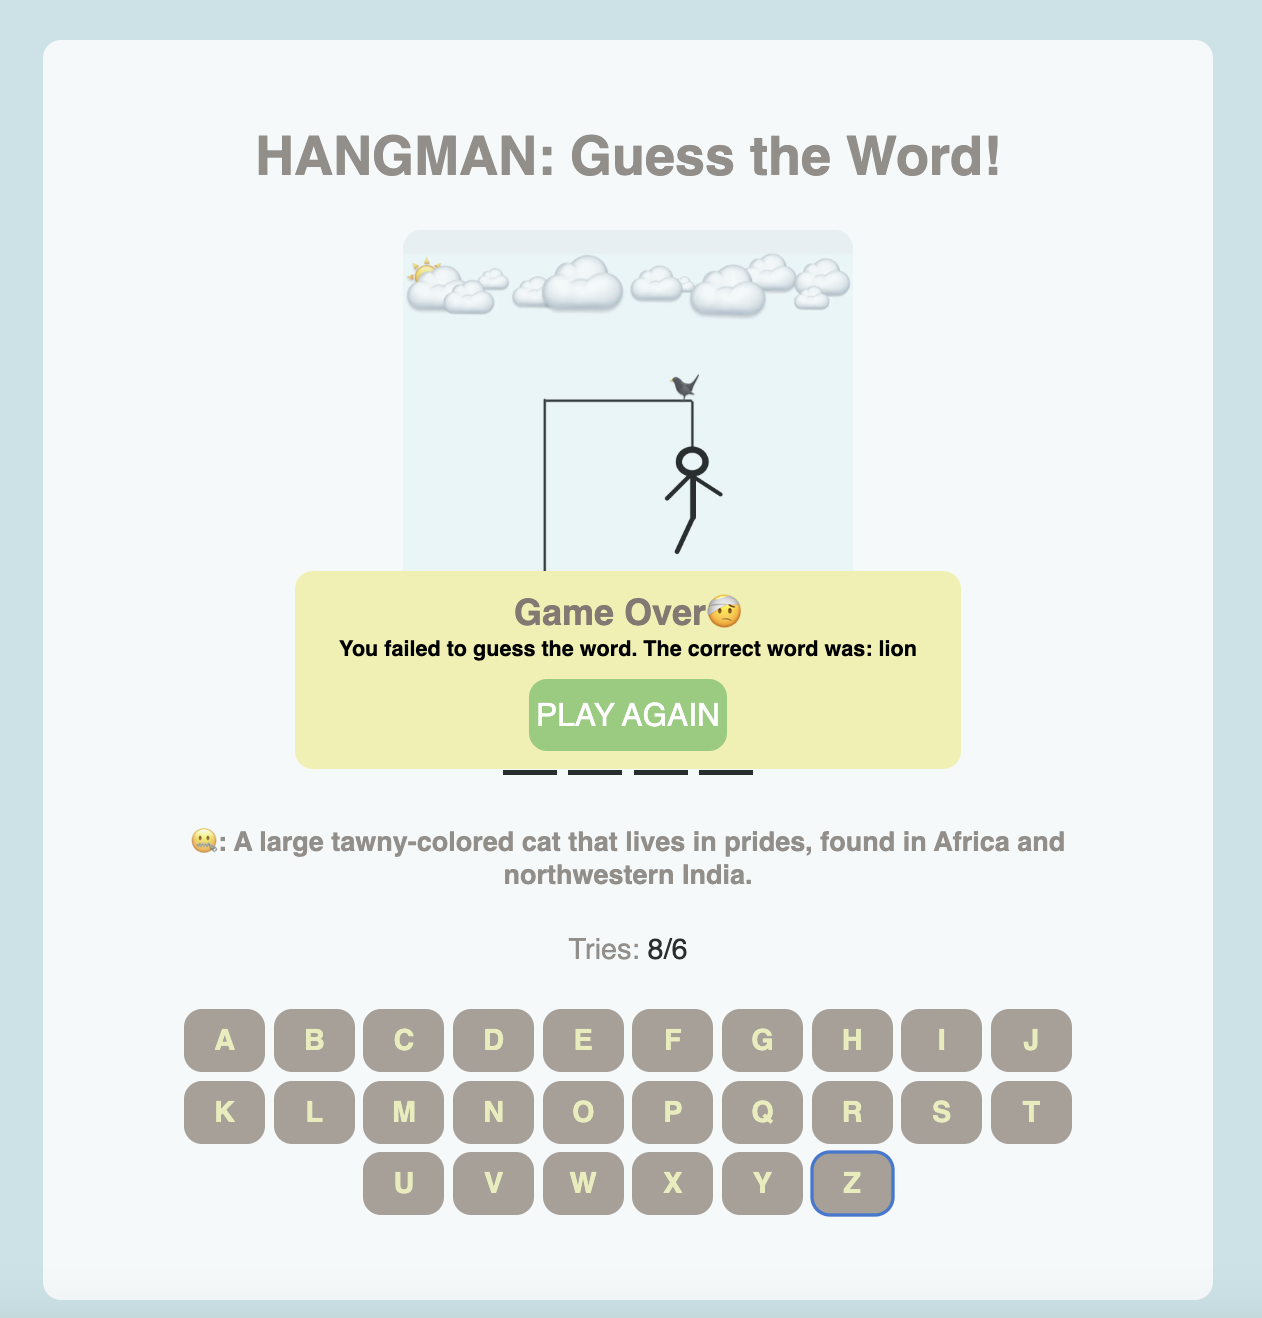 HANGMAN: Guess the Word!
Game Over🤕
You failed to guess the word. The correct word was: lion
PLAY AGAIN
🤐: A large tawny-colored cat that lives in prides, found in Africa and
northwestern India.
Tries: 8/6
A B C D E F G H I J
K L M N O P Q R S T
U V W X Y Z